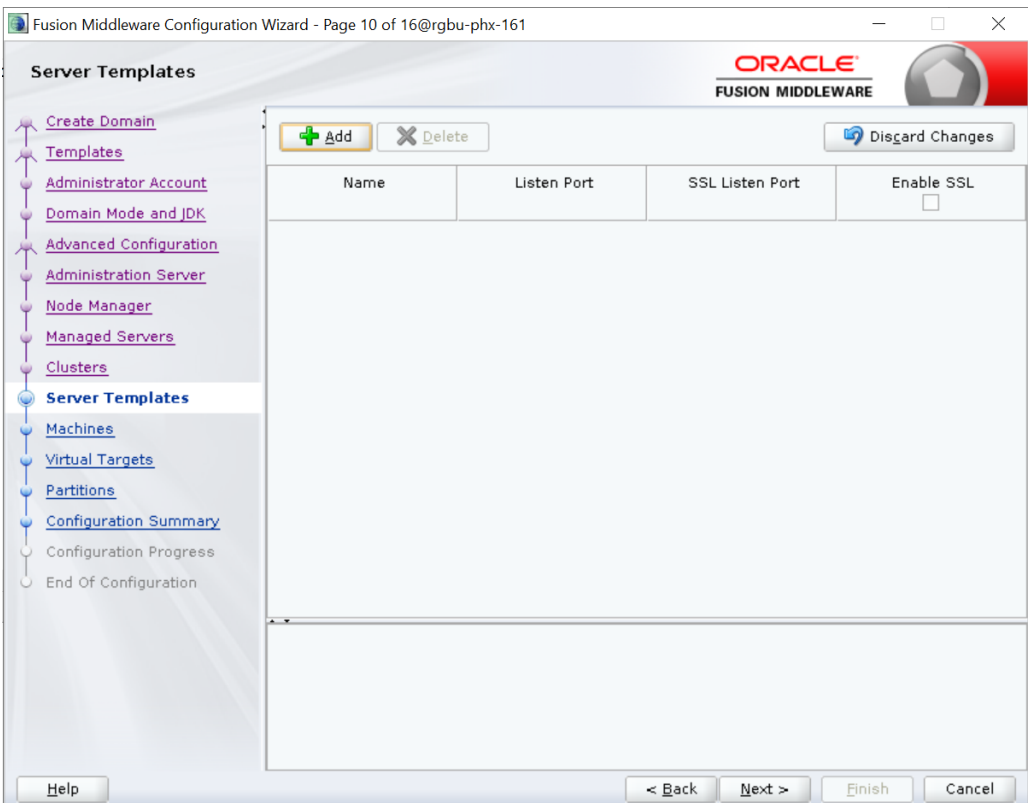 Fusion Middleware Configuration Wizard - Page 10 of 16@rgbu-phx-161
Server Templates
ORACLE
FUSION MIDDLEWARE
Create Domain
Templates
Administrator Account
Domain Mode and JDK
Advanced Configuration
Administration Server
Node Manager
Managed Servers
Clusters
Server Templates
Machines
Virtual Targets
Partitions
Configuration Summary
Configuration Progress
End Of Configuration
Add
Delete
Discard Changes
Name
Listen Port
SSL Listen Port
Enable SSL
Help
< Back
Next >
Finish
Cancel